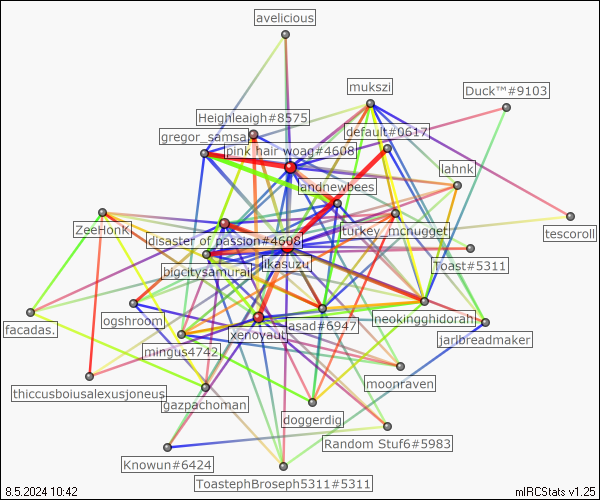 avelicious
mukszi
Duck™#9103
Heighleaigh#8575
default#0617
gregor_samsa
pink hair woag#4608
lahnk
andnewbees
ZeeHonK
turkey_mcnugget
tescoroll
disaster of passion#4608
jikasuzu
Toast#5311
bigcitysamurai
facadas.
ogshroom
neokingghidorah
asad#6947
xenoyaut
jarlbreadmaker
mingus4742
moonraven
thiccusboiusalexusjoneus
gazpachoman
doggerdig
Random Stuf6#5983
Knowun#6424
ToastephBroseph5311#5311
8.5.2024 10:42
mIRCStats v1.25